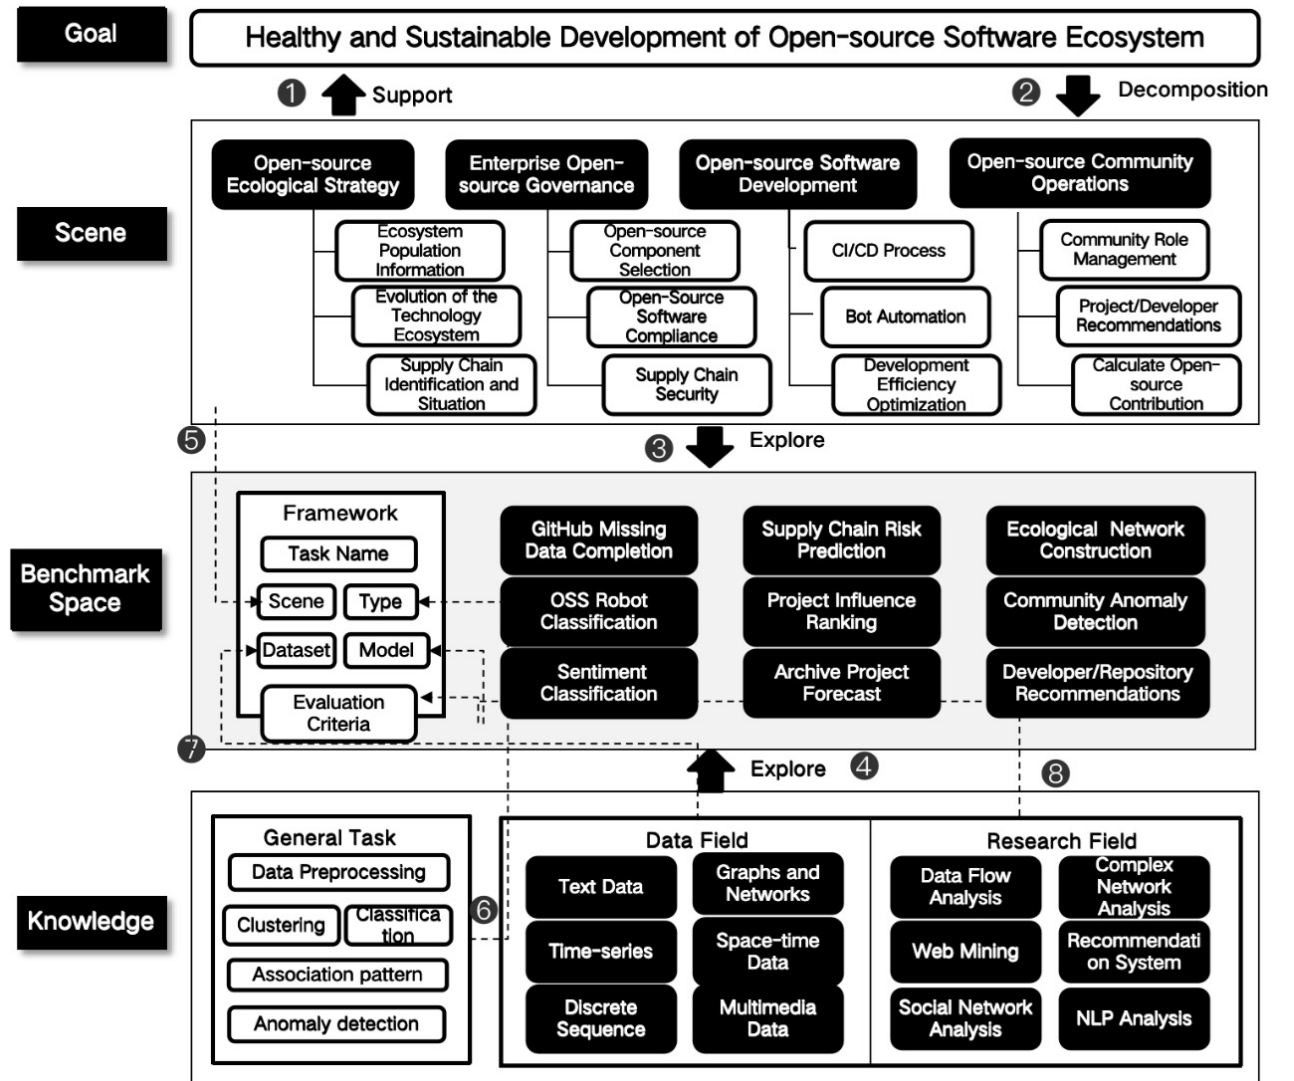 Goal
Healthy and Sustainable Development of Open-source Software Ecosystem
1
Support
2
Decomposition
Scene
Open-source
Ecological Strategy
Ecosystem
Population
Information
Evolution of the
Technology
Ecosystem
Supply Chain
Identification and
Situation
Enterprise Open-
source Governance
Open-source
Component
Selection
Open-Source
Software
Compliance
Supply Chain
Security
Open-source Software
Development
CI/CD Process
Bot Automation
Development
Efficiency
Optimization
Open-source Community
Operations
Community Role
Management
Project/Developer
Recommendations
Calculate Open-
source
Contribution
5
3
Explore
Benchmark
Space
Framework
Task Name
Scene
Type
Dataset
Model
Evaluation
Criteria
GitHub Missing
Data Completion
OSS Robot
Classification
Sentiment
Classification
Supply Chain Risk
Prediction
Project Influence
Ranking
Archive Project
Forecast
Ecological Network
Construction
Community Anomaly
Detection
Developer/Repository
Recommendations
7
Explore
4
8
Knowledge
General Task
Data Preprocessing
Clustering
Classifica
tion
Association pattern
Anomaly detection
6
Data Field
Text Data
Graphs and
Networks
Time-series
Space-time
Data
Discrete
Sequence
Multimedia
Data
Research Field
Data Flow
Analysis
Complex
Network
Analysis
Web Mining
Recommendati
on System
Social Network
Analysis
NLP Analysis